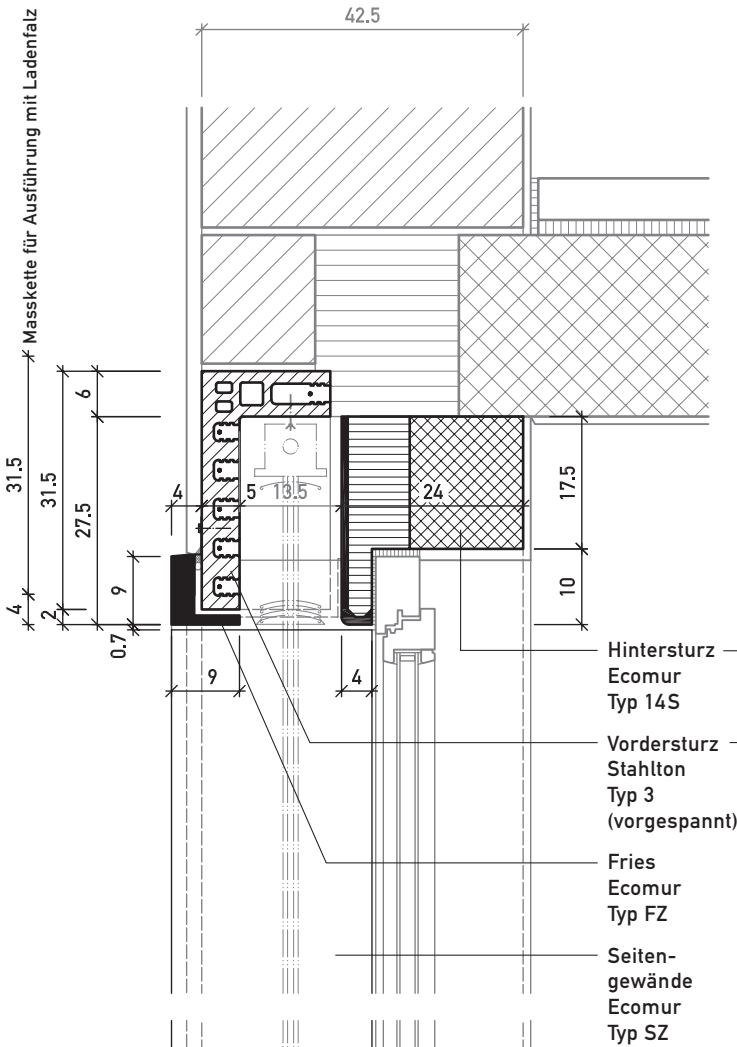 42.5
Masskette für Ausführung mit Ladenfalz
6
31.5
31.5
27.5
4
5
13.5
24
17.5
9
10
4
2
0.7
9
4
Hintersturz
Ecomur
Typ 14S
Vordersturz
Stahlton
Typ 3
(vorgespannt)
Fries
Ecomur
Typ FZ
Seiten-
gewände
Ecomur
Typ SZ